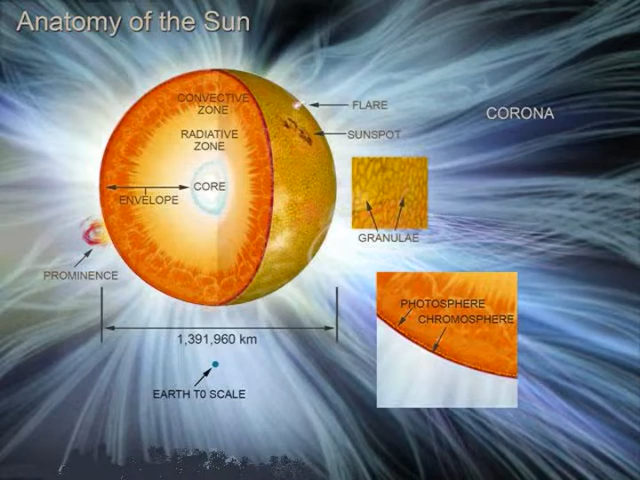 Anatomy of the Sun
CONVECTIVE
ZONE
FLARE
CORONA
RADIATIVE
ZONE
SUNSPOT
CORE
ENVELOPE
GRANULAE
PROMINENCE
PHOTOSPHERE
CHROMOSPHERE
1,391,960 km
EARTH T0 SCALE